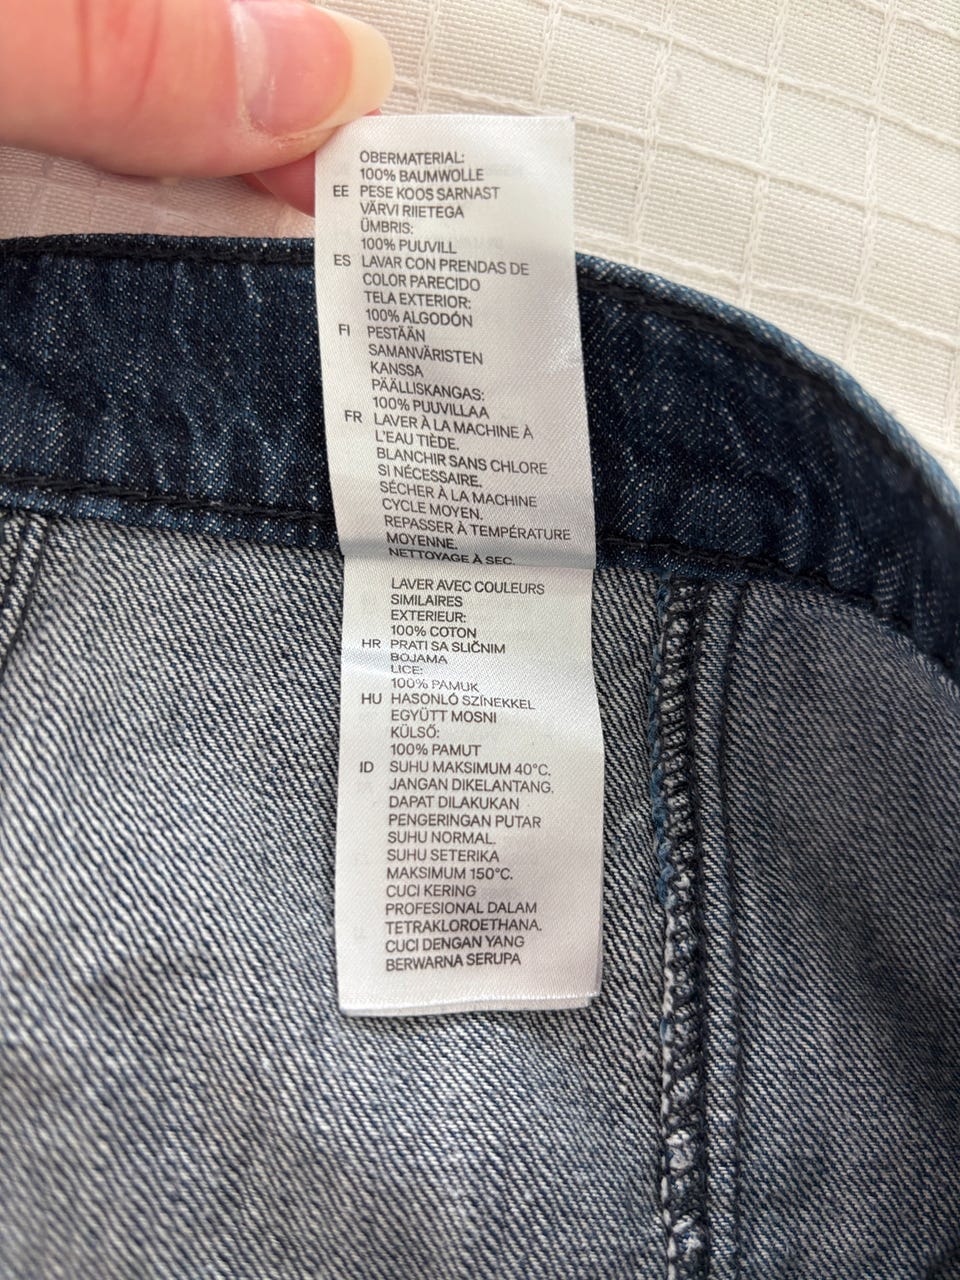 OBERMATERIAL:
100% BAUMWOLLE
EE PESE KOOS SARNAST
VÄRVI RIIETEGA
ÜMBRIS:
100% PUUVILL
ES LAVAR CON PRENDAS DE
COLOR PARECIDO
TELA EXTERIOR:
100% ALGODÓN
FI PESTÄÄN
SAMANVÄRISTEN
KANSSA
PÄÄLLISKANGAS:
100% PUUVILLAA
FR LAVER À LA MACHINE À
L'EAU TIÈDE.
BLANCHIR SANS CHLORE
SI NÉCESSAIRE.
SÉCHER À LA MACHINE
CYCLE MOYEN.
REPASSER À TEMPÉRATURE
MOYENNE.
NETTOYAGE À SEC.
LAVER AVEC COULEURS
SIMILAIRES
EXTERIEUR:
100% COTON
HR PRATI SA SLIČNIM
BOJAMA
LICE:
100% PAMUK
HU HASONLÓ SZÍNEKKEL
EGYÜTT MOSNI
KÜLSŐ:
100% PAMUT
ID SUHU MAKSIMUM 40°C.
JANGAN DIKELANTANG.
DAPAT DILAKUKAN
PENGERINGAN PUTAR
SUHU NORMAL.
SUHU SETERIKA
MAKSIMUM 150°C.
CUCI KERING
PROFESIONAL DALAM
TETRAKLOROETHANA.
CUCI DENGAN YANG
BERWARNA SERUPA